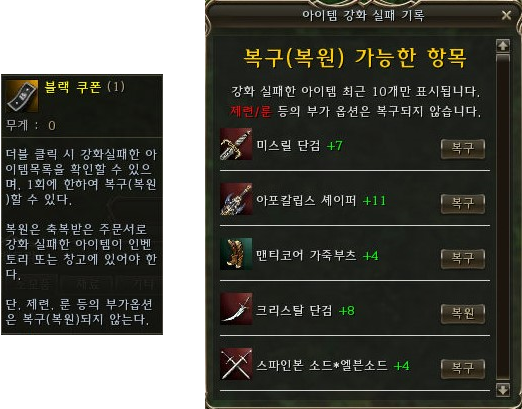 블랙 쿠폰 (1)
무게 : 0
더블 클릭 시 강화실패한 아
이템목록을 확인할 수 있으
며, 1회에 한하여 복구(복원
)할 수 있다.
복원은 축복받은 주문서로
강화 실패한 아이템이 인벤
토리 또는 창고에 있어야 한
다.
단, 제련, 룬 등의 부가옵션
은 복구(복원)되지 않는다.
아이템 강화 실패 기록
복구(복원) 가능한 항목
강화 실패한 아이템 최근 10개만 표시됩니다.
제련/룬 등의 부가 옵션은 복구되지 않습니다.
미스릴 단검 +7 복구
아포칼립스 셰이퍼 +11 복구
맨티코어 가죽부츠 +4 복구
크리스탈 단검 +8 복원
스파인본 소드*엘븐소드 +4 복구